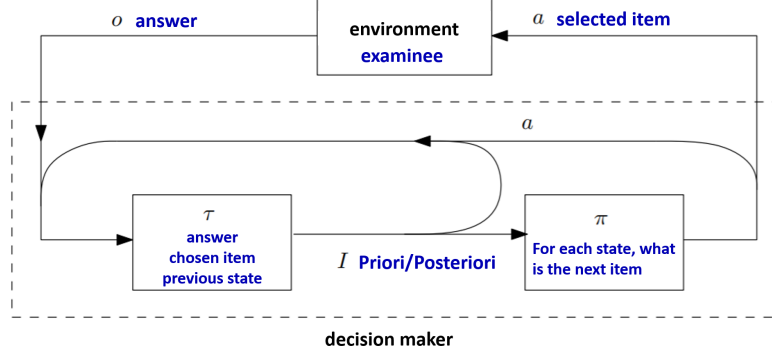 o answer
environment
examinee
a selected item
a
τ
answer
chosen item
previous state
I Priori/Posteriori
π
For each state, what
is the next item
decision maker